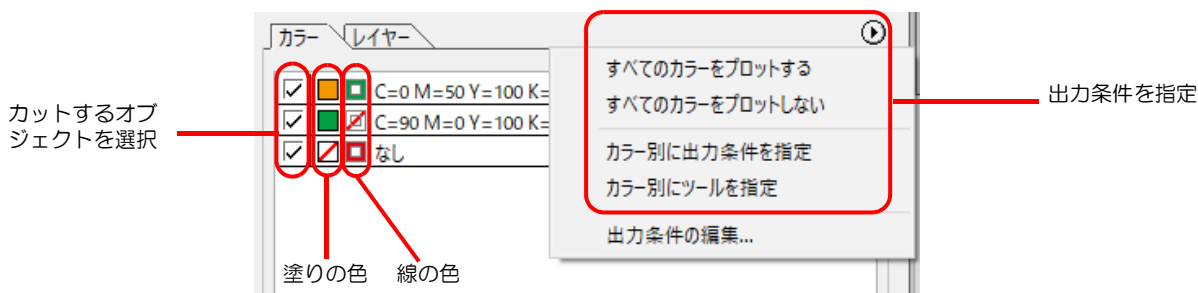 カラー
レイヤー
C=0 M=50 Y=100 K=
C=90 M=0 Y=100 K=
なし
すべてのカラーをプロットする
すべてのカラーをプロットしない
カラー別に出力条件を指定
カラー別にツールを指定
出力条件の編集...
カットするオブ
ジェクトを選択
出力条件を指定
塗りの色
線の色